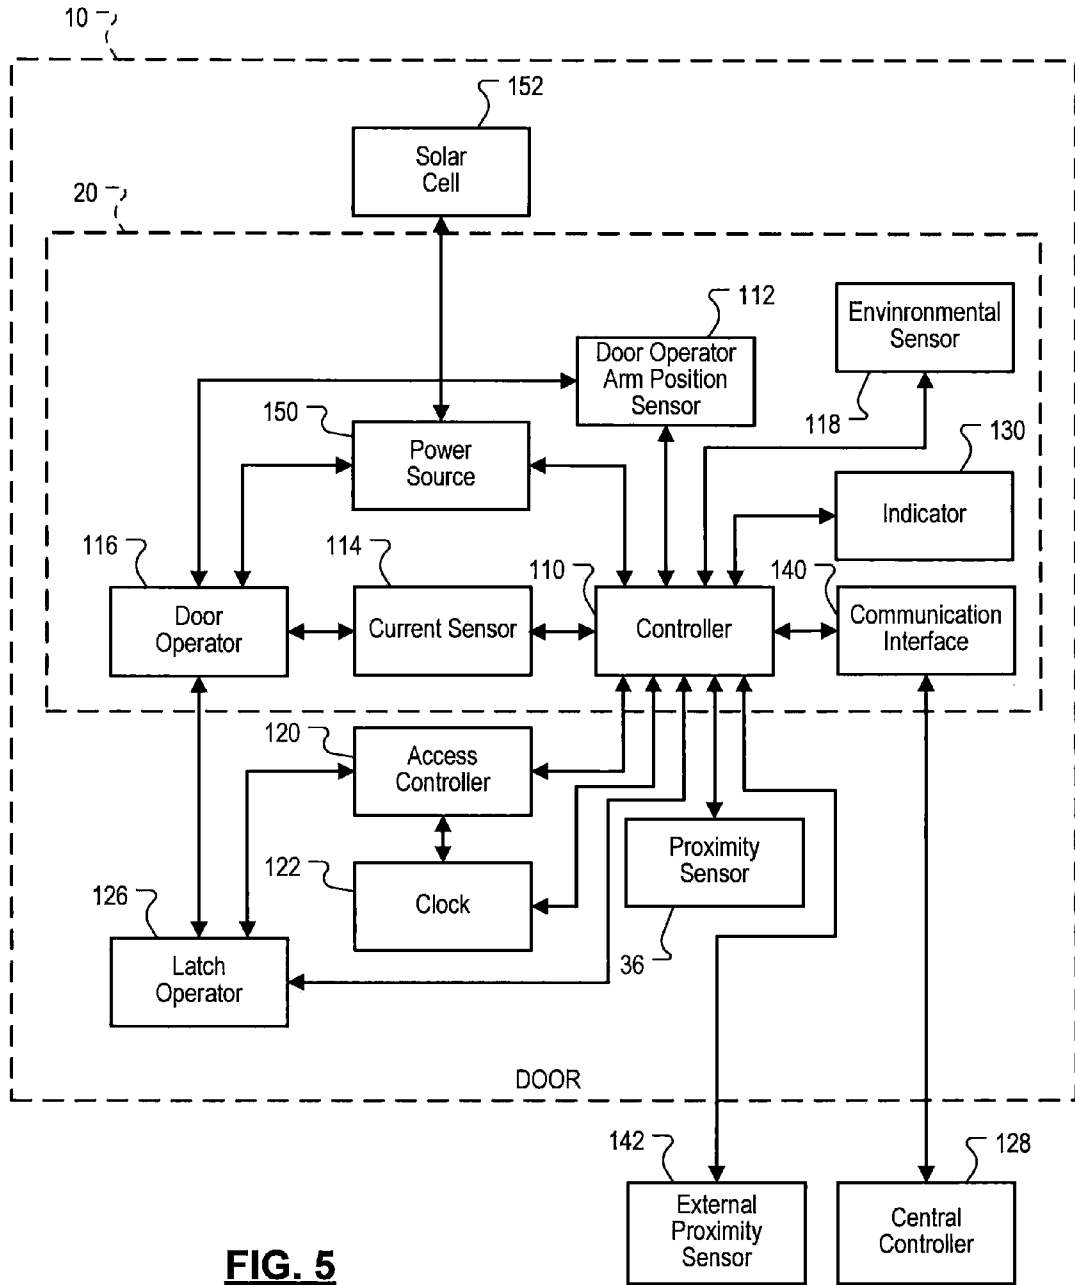 10
152
Solar
Cell
20
112
Envinronmental
Sensor
Door Operator
Arm Position
Sensor
118
150
130
Power
Source
Indicator
116
114
110
140
Door
Operator
Current Sensor
Controller
Communication
Interface
120
Access
Controller
Proximity
Sensor
122
Clock
126
36
Latch
Operator
DOOR
142
128
External
Proximity
Sensor
Central
Controller
FIG. 5